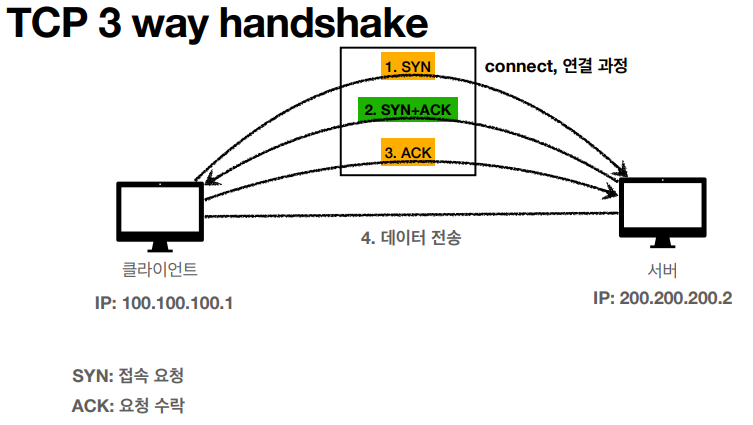 TCP 3 way handshake
1. SYN
connect, 연결 과정
2. SYN+ACK
3. ACK
4. 데이터 전송
클라이언트
서버
IP: 100.100.100.1
IP: 200.200.200.2
SYN: 접속 요청
ACK: 요청 수락